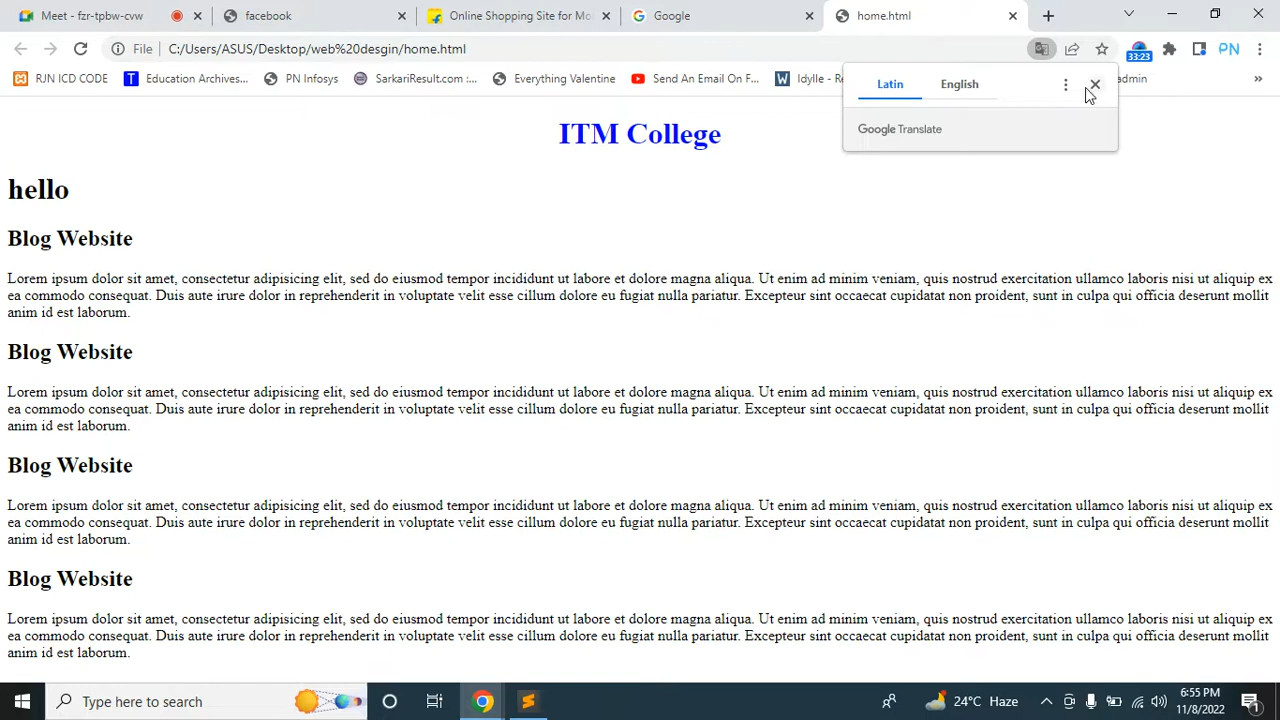 Meet - fzr-tpbw-cvw
facebook
Online Shopping Site for Mo
Google
home.html
File
C:/Users/ASUS/Desktop/web%20desgin/home.html
33:23
PN
RJN ICD CODE
Education Archives...
PN Infosys
SarkariResult.com :...
Everything Valentine
Send An Email On F...
Idylle - Re
dmin
»
Latin
English
Google Translate
ITM College
hello
Blog Website
Lorem ipsum dolor sit amet, consectetur adipisicing elit, sed do eiusmod tempor incididunt ut labore et dolore magna aliqua. Ut enim ad minim veniam, quis nostrud exercitation ullamco laboris nisi ut aliquip ex
ea commodo consequat. Duis aute irure dolor in reprehenderit in voluptate velit esse cillum dolore eu fugiat nulla pariatur. Excepteur sint occaecat cupidatat non proident, sunt in culpa qui officia deserunt mollit
anim id est laborum.
Blog Website
Lorem ipsum dolor sit amet, consectetur adipisicing elit, sed do eiusmod tempor incididunt ut labore et dolore magna aliqua. Ut enim ad minim veniam, quis nostrud exercitation ullamco laboris nisi ut aliquip ex
ea commodo consequat. Duis aute irure dolor in reprehenderit in voluptate velit esse cillum dolore eu fugiat nulla pariatur. Excepteur sint occaecat cupidatat non proident, sunt in culpa qui officia deserunt mollit
anim id est laborum.
Blog Website
Lorem ipsum dolor sit amet, consectetur adipisicing elit, sed do eiusmod tempor incididunt ut labore et dolore magna aliqua. Ut enim ad minim veniam, quis nostrud exercitation ullamco laboris nisi ut aliquip ex
ea commodo consequat. Duis aute irure dolor in reprehenderit in voluptate velit esse cillum dolore eu fugiat nulla pariatur. Excepteur sint occaecat cupidatat non proident, sunt in culpa qui officia deserunt mollit
anim id est laborum.
Blog Website
Lorem ipsum dolor sit amet, consectetur adipisicing elit, sed do eiusmod tempor incididunt ut labore et dolore magna aliqua. Ut enim ad minim veniam, quis nostrud exercitation ullamco laboris nisi ut aliquip ex
ea commodo consequat. Duis aute irure dolor in reprehenderit in voluptate velit esse cillum dolore eu fugiat nulla pariatur. Excepteur sint occaecat cupidatat non proident, sunt in culpa qui officia deserunt mollit
anim id est laborum.
Type here to search
24°C Haze
6:55 PM
11/8/2022
1